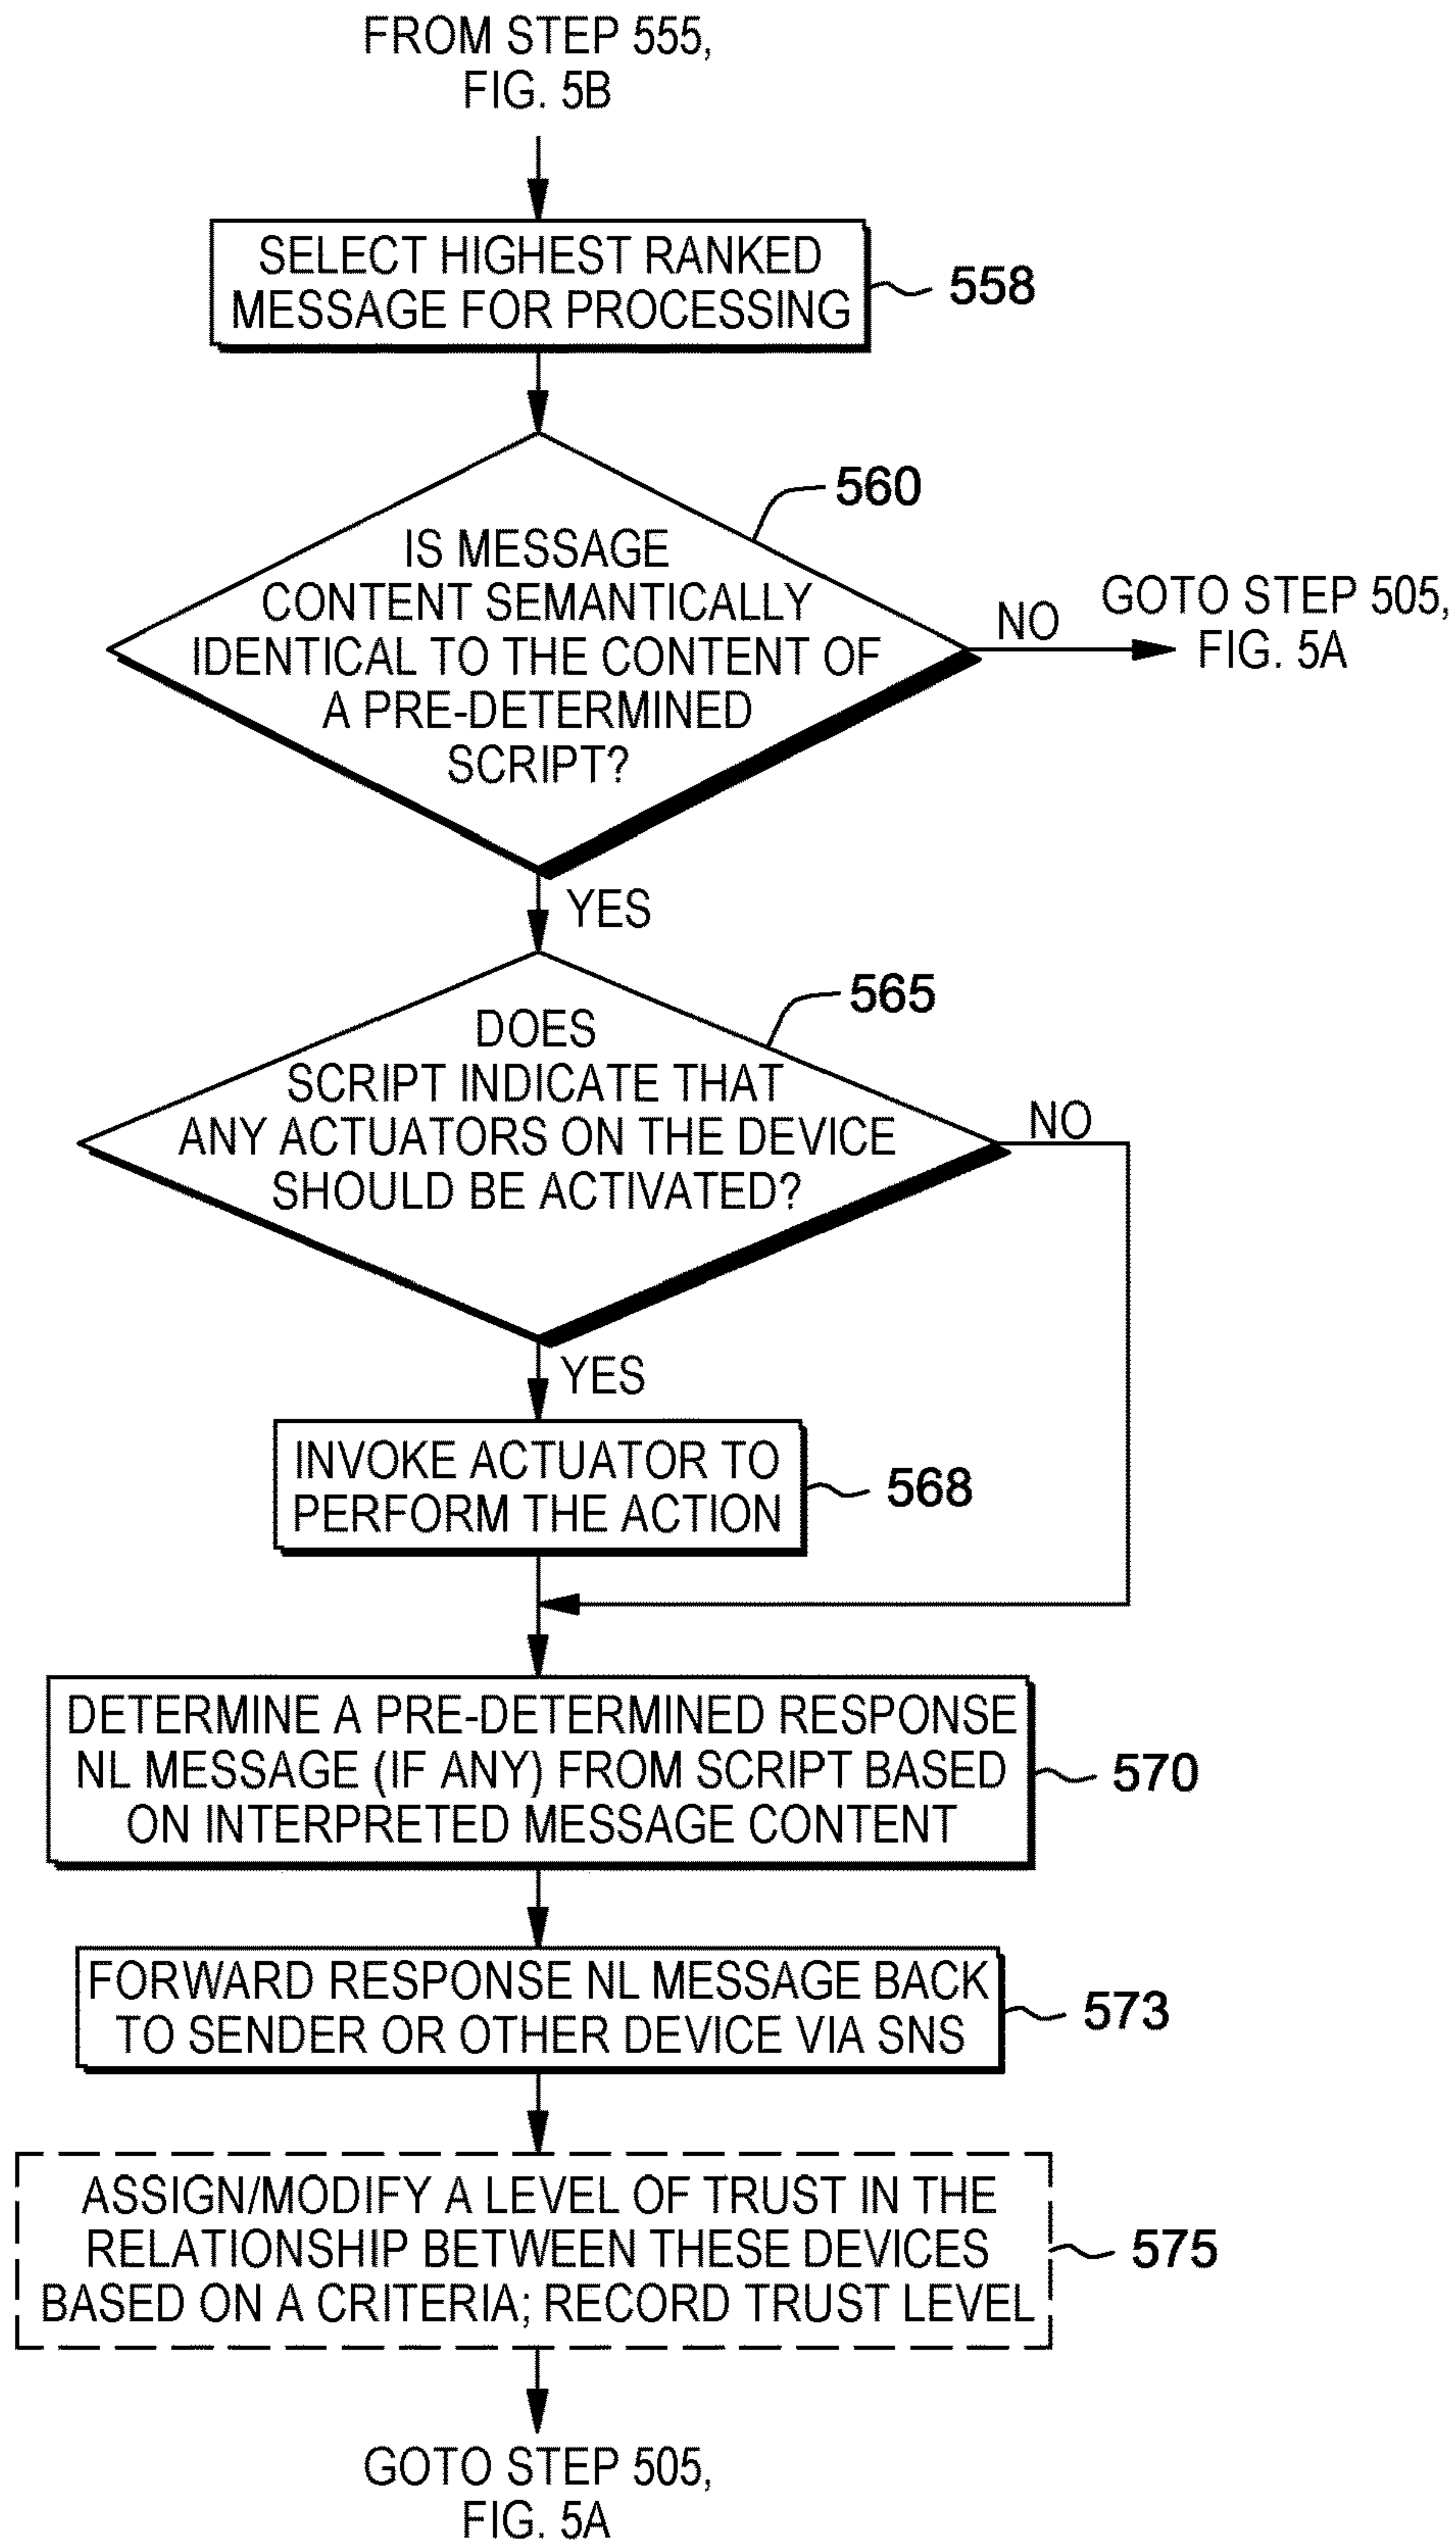 FROM STEP 555,
FIG. 5B
SELECT HIGHEST RANKED
MESSAGE FOR PROCESSING
558
560
IS MESSAGE
CONTENT SEMANTICALLY
IDENTICAL TO THE CONTENT OF
A PRE-DETERMINED
SCRIPT?
NO
GOTO STEP 505,
FIG. 5A
YES
565
DOES
SCRIPT INDICATE THAT
ANY ACTUATORS ON THE DEVICE
SHOULD BE ACTIVATED?
NO
YES
INVOKE ACTUATOR TO
PERFORM THE ACTION
568
DETERMINE A PRE-DETERMINED RESPONSE
NL MESSAGE (IF ANY) FROM SCRIPT BASED
ON INTERPRETED MESSAGE CONTENT
570
FORWARD RESPONSE NL MESSAGE BACK
TO SENDER OR OTHER DEVICE VIA SNS
573
ASSIGN/MODIFY A LEVEL OF TRUST IN THE
RELATIONSHIP BETWEEN THESE DEVICES
BASED ON A CRITERIA; RECORD TRUST LEVEL
575
GOTO STEP 505,
FIG. 5A